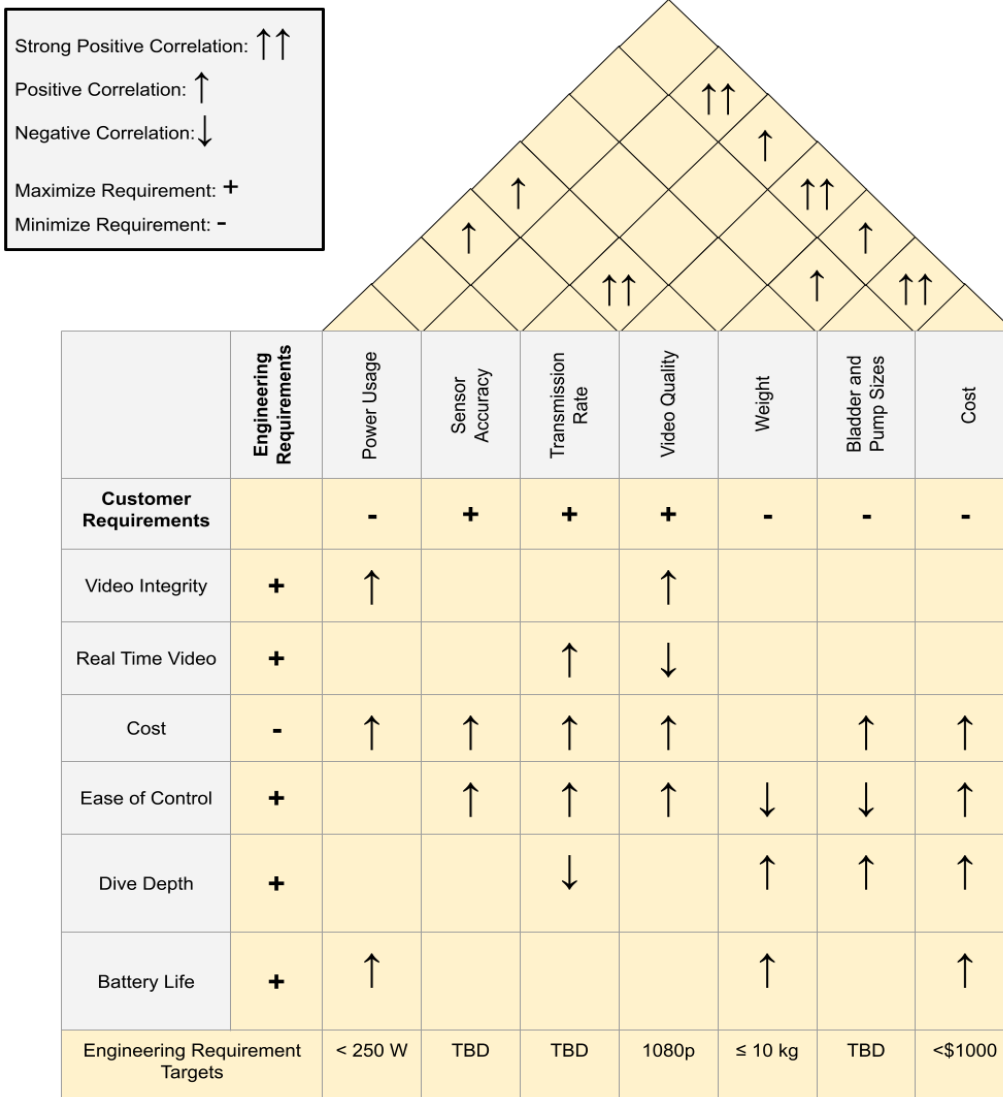 Strong Positive Correlation: ↑↑
Positive Correlation: ↑
Negative Correlation: ↓
Maximize Requirement: +
Minimize Requirement: -
↑↑
↑
↑ ↑↑
↑ ↑
↑↑ ↑ ↑↑
Engineering
Requirements
Power Usage
Sensor
Accuracy
Transmission
Rate
Video Quality
Weight
Bladder and
Pump Sizes
Cost
Customer
Requirements
- + + + - - -
Video Integrity + ↑ ↑
Real Time Video + ↑ ↓
Cost - ↑ ↑ ↑ ↑ ↑ ↑
Ease of Control + ↑ ↑ ↑ ↓ ↓ ↑
Dive Depth + ↓ ↑ ↑ ↑
Battery Life + ↑ ↑ ↑
Engineering Requirement
Targets
< 250 W TBD TBD 1080p ≤ 10 kg TBD <$1000